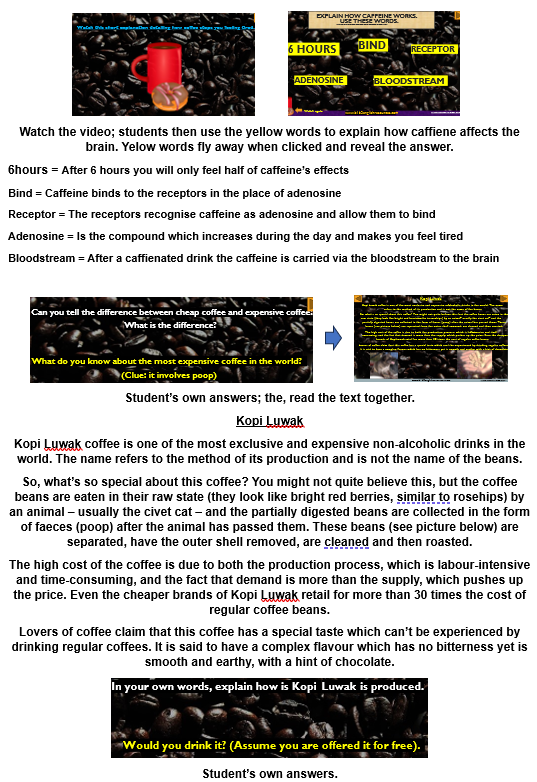 Watch this short explanation detailing how coffee stops you feeling tired.
EXPLAIN HOW CAFFEINE WORKS.
USE THESE WORDS.
6 HOURS
BIND
RECEPTOR
ADENOSINE
BLOODSTREAM
Watch the video; students then use the yellow words to explain how caffiene affects the
brain. Yelow words fly away when clicked and reveal the answer.
6hours = After 6 hours you will only feel half of caffeine's effects
Bind = Caffeine binds to the receptors in the place of adenosine
Receptor = The receptors recognise caffeine as adenosine and allow them to bind
Adenosine = Is the compound which increases during the day and makes you feel tired
Bloodstream = After a caffienated drink the caffeine is carried via the bloodstream to the brain
Can you tell the difference between cheap coffee and expensive coffee?
What is the difference?
What do you know about the most expensive coffee in the world?
(Clue: it involves poop)
Student's own answers; the, read the text together.
Kopi Luwak
Kopi Luwak coffee is one of the most exclusive and expensive non-alcoholic drinks in the
world. The name refers to the method of its production and is not the name of the beans.
So, what's so special about this coffee? You might not quite believe this, but the coffee
beans are eaten in their raw state (they look like bright red berries, similar to rosehips) by
an animal – usually the civet cat – and the partially digested beans are collected in the form
of faeces (poop) after the animal has passed them. These beans (see picture below) are
separated, have the outer shell removed, are cleaned and then roasted.
The high cost of the coffee is due to both the production process, which is labour-intensive
and time-consuming, and the fact that demand is more than the supply, which pushes up
the price. Even the cheaper brands of Kopi Luwak retail for more than 30 times the cost of
regular coffee beans.
Lovers of coffee claim that this coffee has a special taste which can't be experienced by
drinking regular coffees. It is said to have a complex flavour which has no bitterness yet is
smooth and earthy, with a hint of chocolate.
In your own words, explain how is Kopi Luwak is produced.
Would you drink it? (Assume you are offered it for free).
Student's own answers.